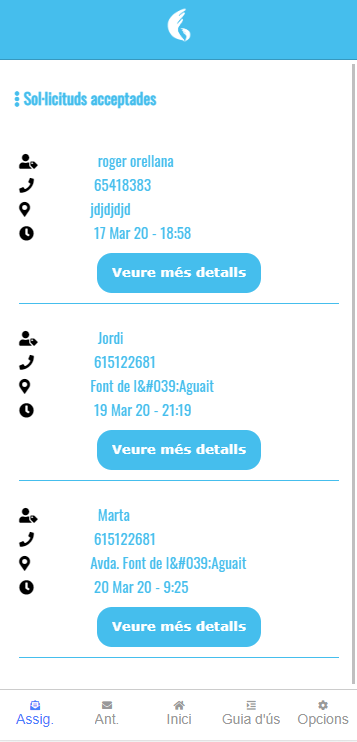 Sol·licituds acceptades
roger orellana
65418383
jdjdjdjd
17 Mar 20 - 18:58
Veure més detalls
Jordi
615122681
Font de l&#039;Aguait
19 Mar 20 - 21:19
Veure més detalls
Marta
615122681
Avda. Font de l&#039;Aguait
20 Mar 20 - 9:25
Veure més detalls
Assig. Ant. Inici Guia d'ús Opcions